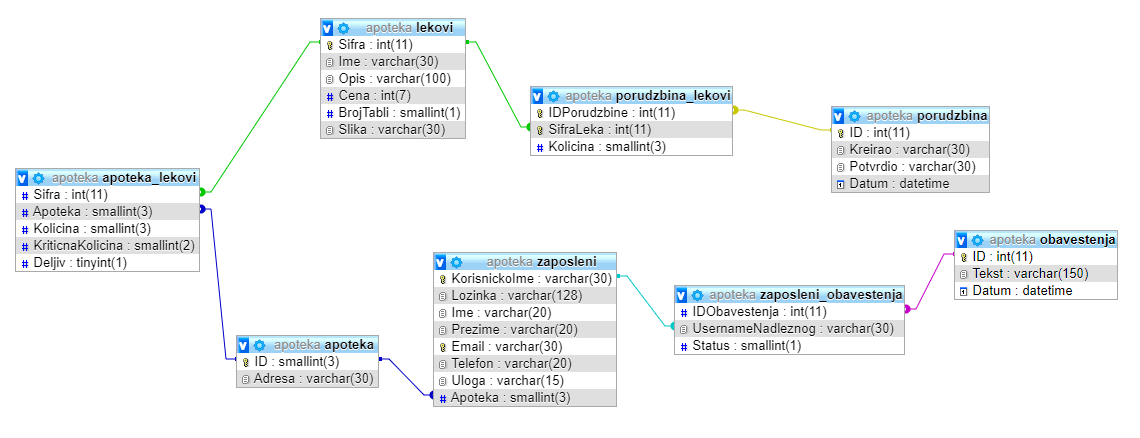 apoteka lekovi
Sifra : int(11)
Ime : varchar(30)
Opis : varchar(100)
Cena : int(7)
BrojTabli : smallint(1)
Slika : varchar(30)
apoteka porudzbina_lekovi
IDPorudzbine : int(11)
SifraLeka : int(11)
Kolicina : smallint(3)
apoteka porudzbina
ID : int(11)
Kreirao : varchar(30)
Potvrdio : varchar(30)
Datum : datetime
apoteka apoteka_lekovi
Sifra : int(11)
Apoteka : smallint(3)
Kolicina : smallint(3)
KriticnaKolicina : smallint(2)
Deljiv : tinyint(1)
apoteka zaposleni
KorisnickoIme : varchar(30)
Lozinka : varchar(128)
Ime : varchar(20)
Prezime : varchar(20)
Email : varchar(30)
Telefon : varchar(20)
Uloga : varchar(15)
Apoteka : smallint(3)
apoteka obavestenja
ID : int(11)
Tekst : varchar(150)
Datum : datetime
apoteka zaposleni_obavestenja
IDObavestenja : int(11)
UsernameNadleznog : varchar(30)
Status : smallint(1)
apoteka apoteka
ID : smallint(3)
Adresa : varchar(30)